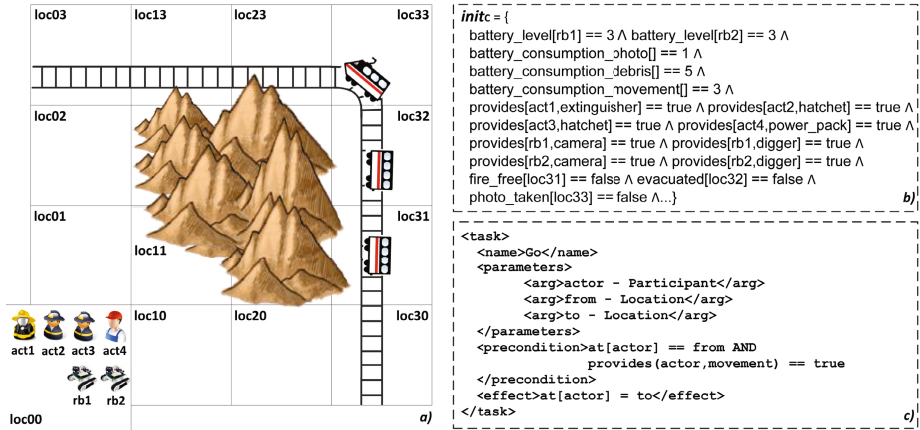 loc03 loc13 loc23 loc33
loc02 loc32
loc01 loc31
loc11
loc10 loc20 loc30
act1 act2 act3 act4
rb1 rb2
loc00
a)
initc = {
battery_level[rb1] == 3 Λ battery_level[rb2] == 3 Λ
battery_consumption_photo[] == 1 Λ
battery_consumption_debris[] == 5 Λ
battery_consumption_movement[] == 3 Λ
provides[act1,extinguisher] == true Λ provides[act2,hatchet] == true Λ
provides[act3,hatchet] == true Λ provides[act4,power_pack] == true Λ
provides[rb1,camera] == true Λ provides[rb1,digger] == true Λ
provides[rb2,camera] == true Λ provides[rb2,digger] == true Λ
fire_free[loc31] == false Λ evacuated[loc32] == false Λ
photo_taken[loc33] == false Λ...}
b)
<task>
<name>Go</name>
<parameters>
<arg>actor - Participant</arg>
<arg>from - Location</arg>
<arg>to - Location</arg>
</parameters>
<precondition>at[actor] == from AND
provides(actor,movement) == true
</precondition>
<effect>at[actor] = to</effect>
</task>
c)